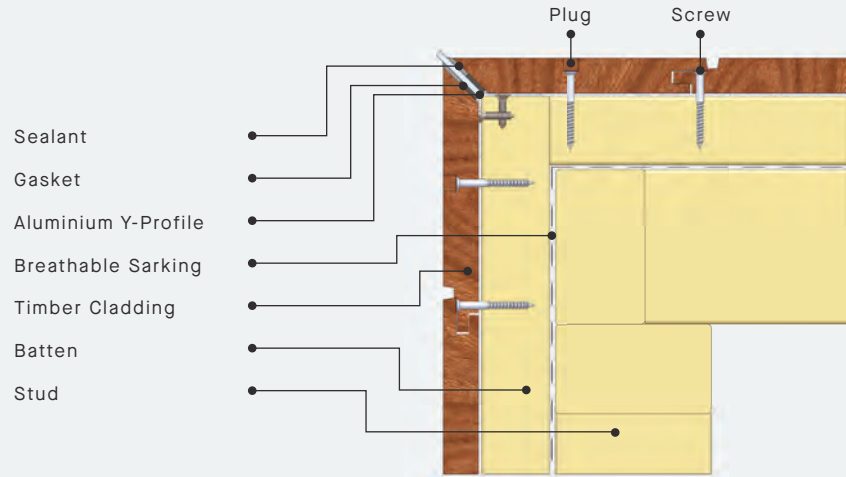 Plug
Screw
Sealant
Gasket
Aluminium Y-Profile
Breathable Sarking
Timber Cladding
Batten
Stud